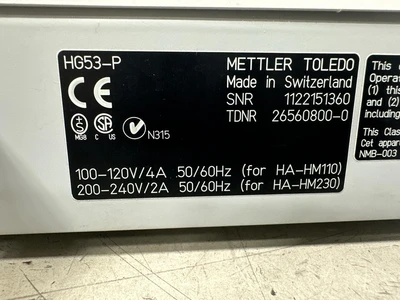 HG53-P
METTLER TOLEDO
Made in Switzerland
SNR 1122151360
TDNR 26560800-0
CE
MGB C US N315
100-120V/4A 50/60Hz (for HA-HM110)
200-240V/2A 50/60Hz (for HA-HM230)
This
Operat
(1) this
and (2)
including
This Clas
Cet appar
NMB-003